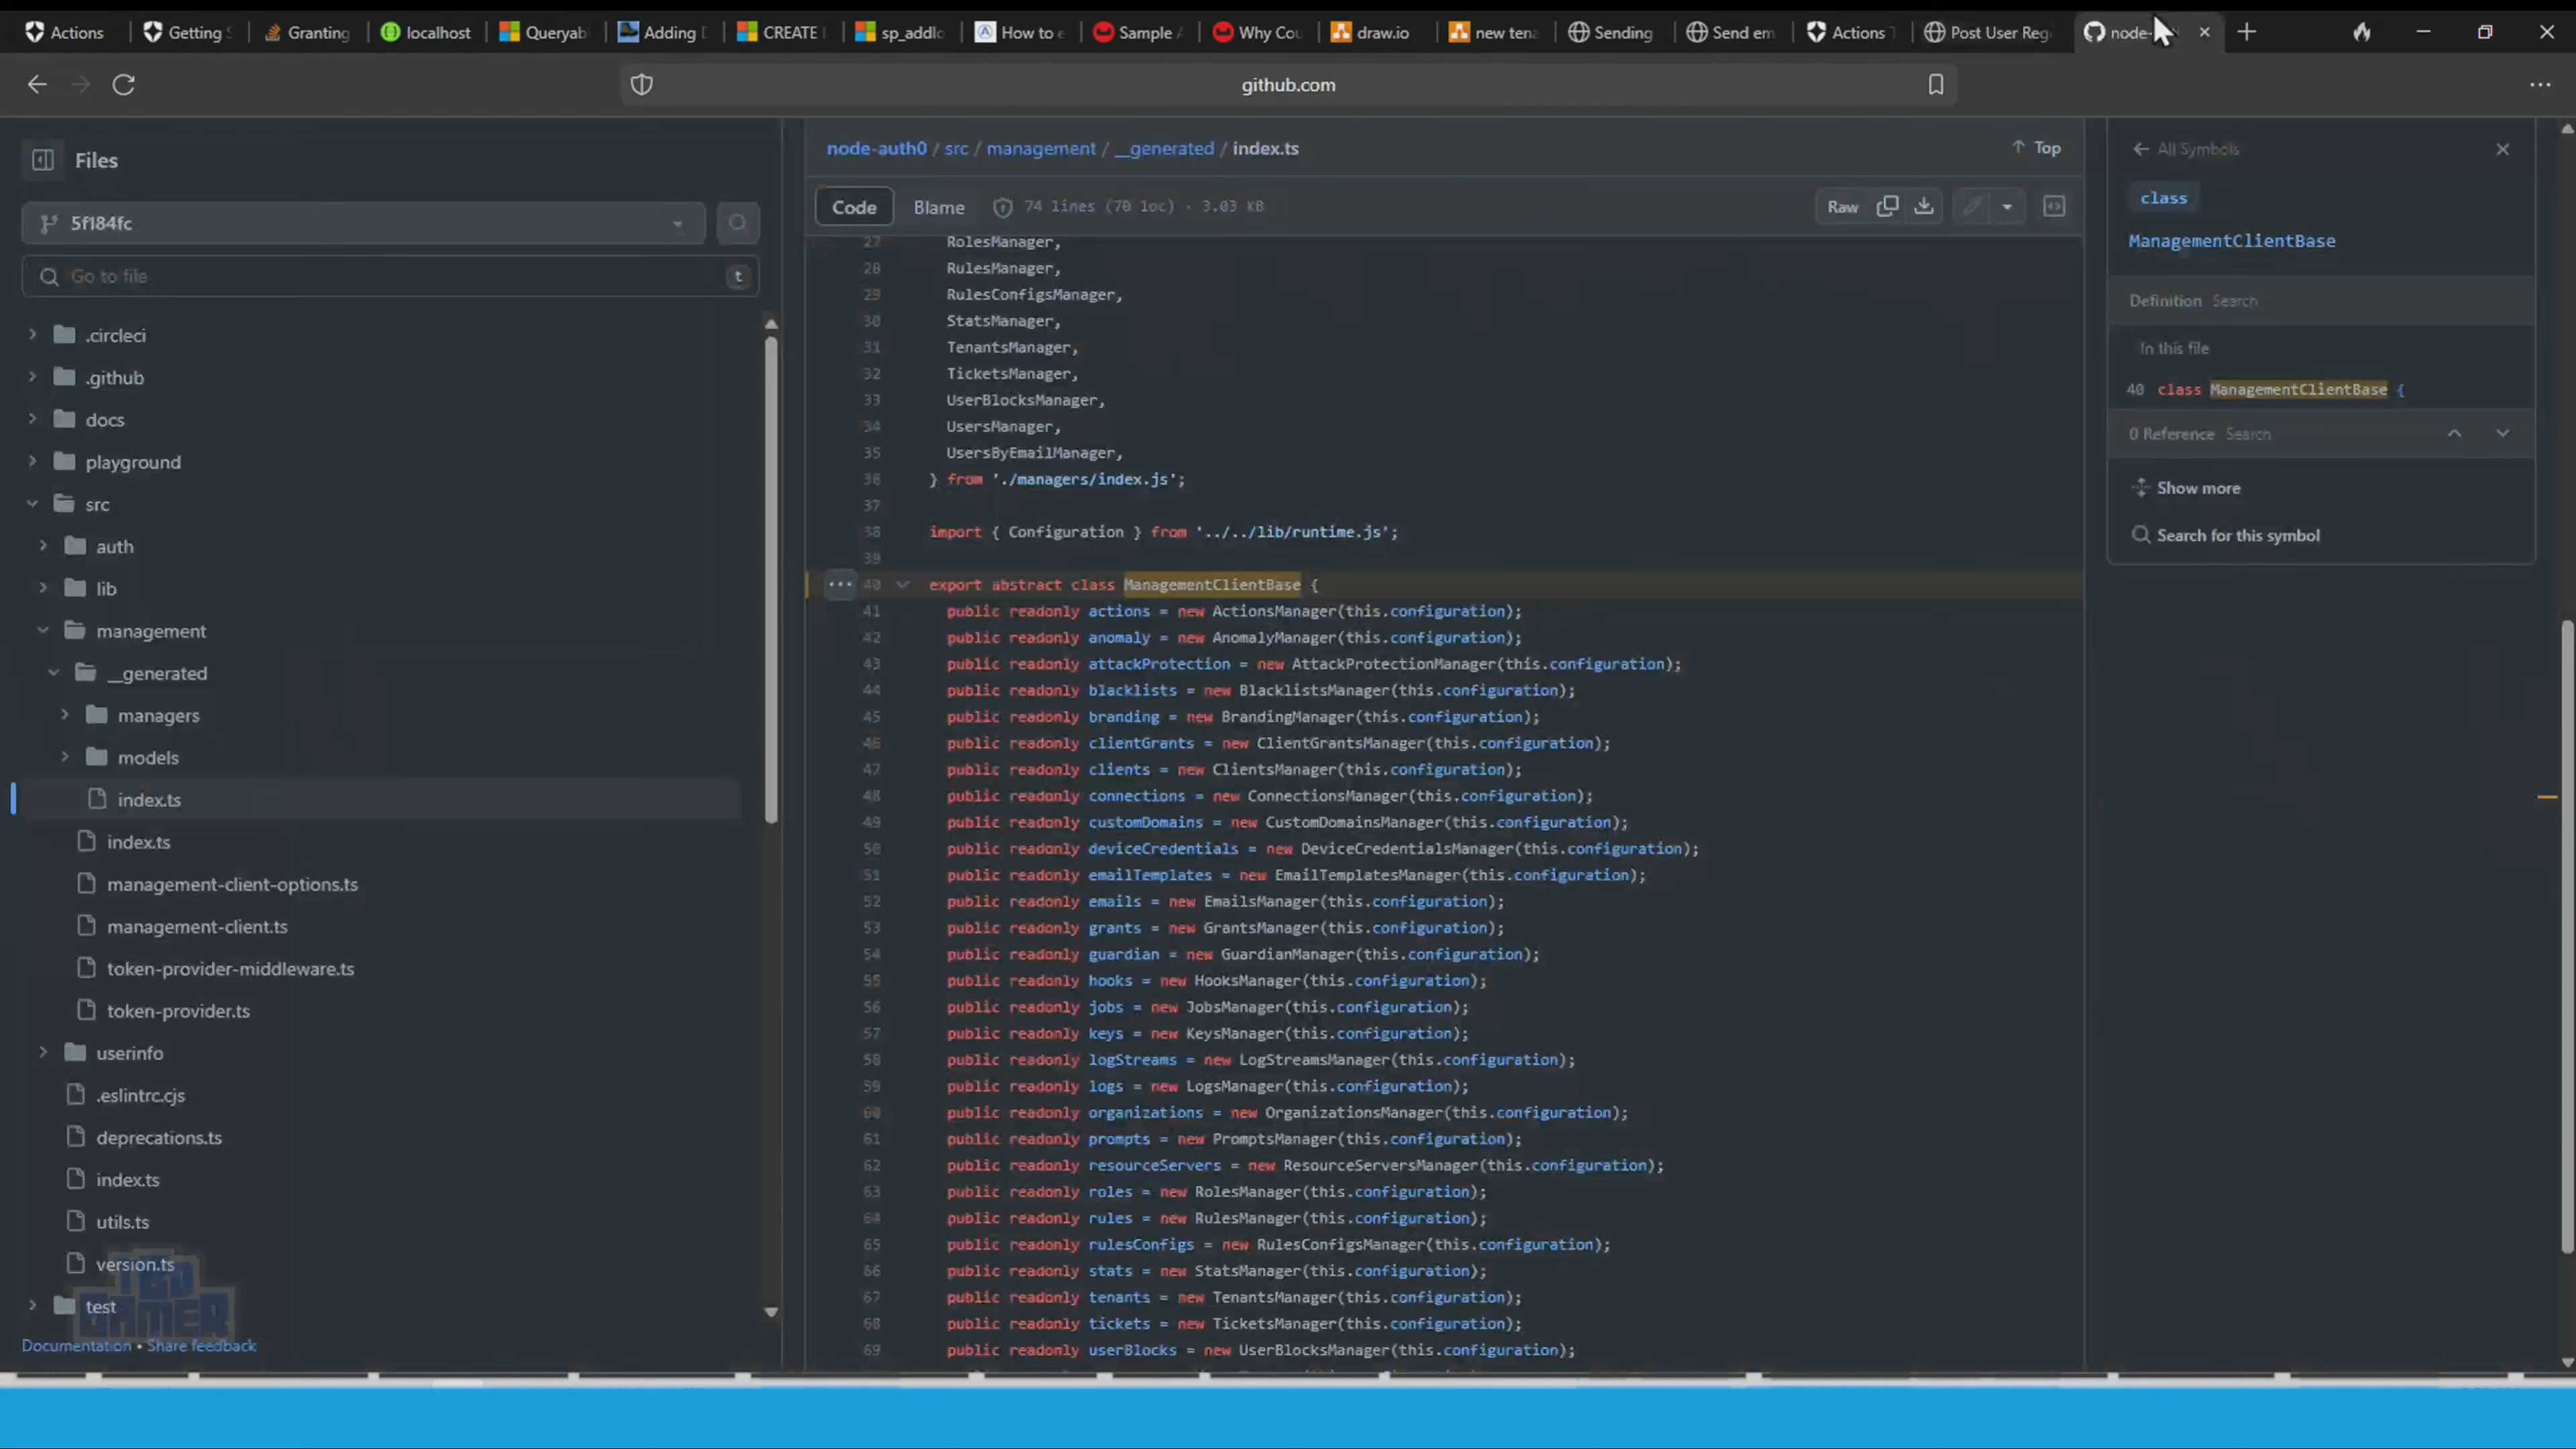 Actions
Getting S
Granting
localhost
Queryab
Adding D
CREATE
sp_addlo
How to e
Sample A
Why Cou
draw.io
new tena
Sending
Send em
Actions T
Post User Reg
node-
github.com
Files
5f184fc
Go to file
t
.circleci
.github
docs
playground
src
auth
lib
management
__generated
managers
models
index.ts
index.ts
management-client-options.ts
management-client.ts
token-provider-middleware.ts
token-provider.ts
userinfo
.eslintrc.cjs
deprecations.ts
index.ts
utils.ts
version.ts
test
TBD
GAMER
Documentation • Share feedback
node-auth0 / src / management / __generated / index.ts
Top
Code
Blame
74 lines (70 loc) · 3.03 KB
Raw
27 RolesManager,
28 RulesManager,
29 RulesConfigsManager,
30 StatsManager,
31 TenantsManager,
32 TicketsManager,
33 UserBlocksManager,
34 UsersManager,
35 UsersByEmailManager,
36 } from './managers/index.js';
37
38 import { Configuration } from '../../lib/runtime.js';
39
40 export abstract class ManagementClientBase {
41 public readonly actions = new ActionsManager(this.configuration);
42 public readonly anomaly = new AnomalyManager(this.configuration);
43 public readonly attackProtection = new AttackProtectionManager(this.configuration);
44 public readonly blacklists = new BlacklistsManager(this.configuration);
45 public readonly branding = new BrandingManager(this.configuration);
46 public readonly clientGrants = new ClientGrantsManager(this.configuration);
47 public readonly clients = new ClientsManager(this.configuration);
48 public readonly connections = new ConnectionsManager(this.configuration);
49 public readonly customDomains = new CustomDomainsManager(this.configuration);
50 public readonly deviceCredentials = new DeviceCredentialsManager(this.configuration);
51 public readonly emailTemplates = new EmailTemplatesManager(this.configuration);
52 public readonly emails = new EmailsManager(this.configuration);
53 public readonly grants = new GrantsManager(this.configuration);
54 public readonly guardian = new GuardianManager(this.configuration);
55 public readonly hooks = new HooksManager(this.configuration);
56 public readonly jobs = new JobsManager(this.configuration);
57 public readonly keys = new KeysManager(this.configuration);
58 public readonly logStreams = new LogStreamsManager(this.configuration);
59 public readonly logs = new LogsManager(this.configuration);
60 public readonly organizations = new OrganizationsManager(this.configuration);
61 public readonly prompts = new PromptsManager(this.configuration);
62 public readonly resourceServers = new ResourceServersManager(this.configuration);
63 public readonly roles = new RolesManager(this.configuration);
64 public readonly rules = new RulesManager(this.configuration);
65 public readonly rulesConfigs = new RulesConfigsManager(this.configuration);
66 public readonly stats = new StatsManager(this.configuration);
67 public readonly tenants = new TenantsManager(this.configuration);
68 public readonly tickets = new TicketsManager(this.configuration);
69 public readonly userBlocks = new UserBlocksManager(this.configuration);
All Symbols
class
ManagementClientBase
Definition Search
In this file
40 class ManagementClientBase {
0 Reference Search
Show more
Search for this symbol